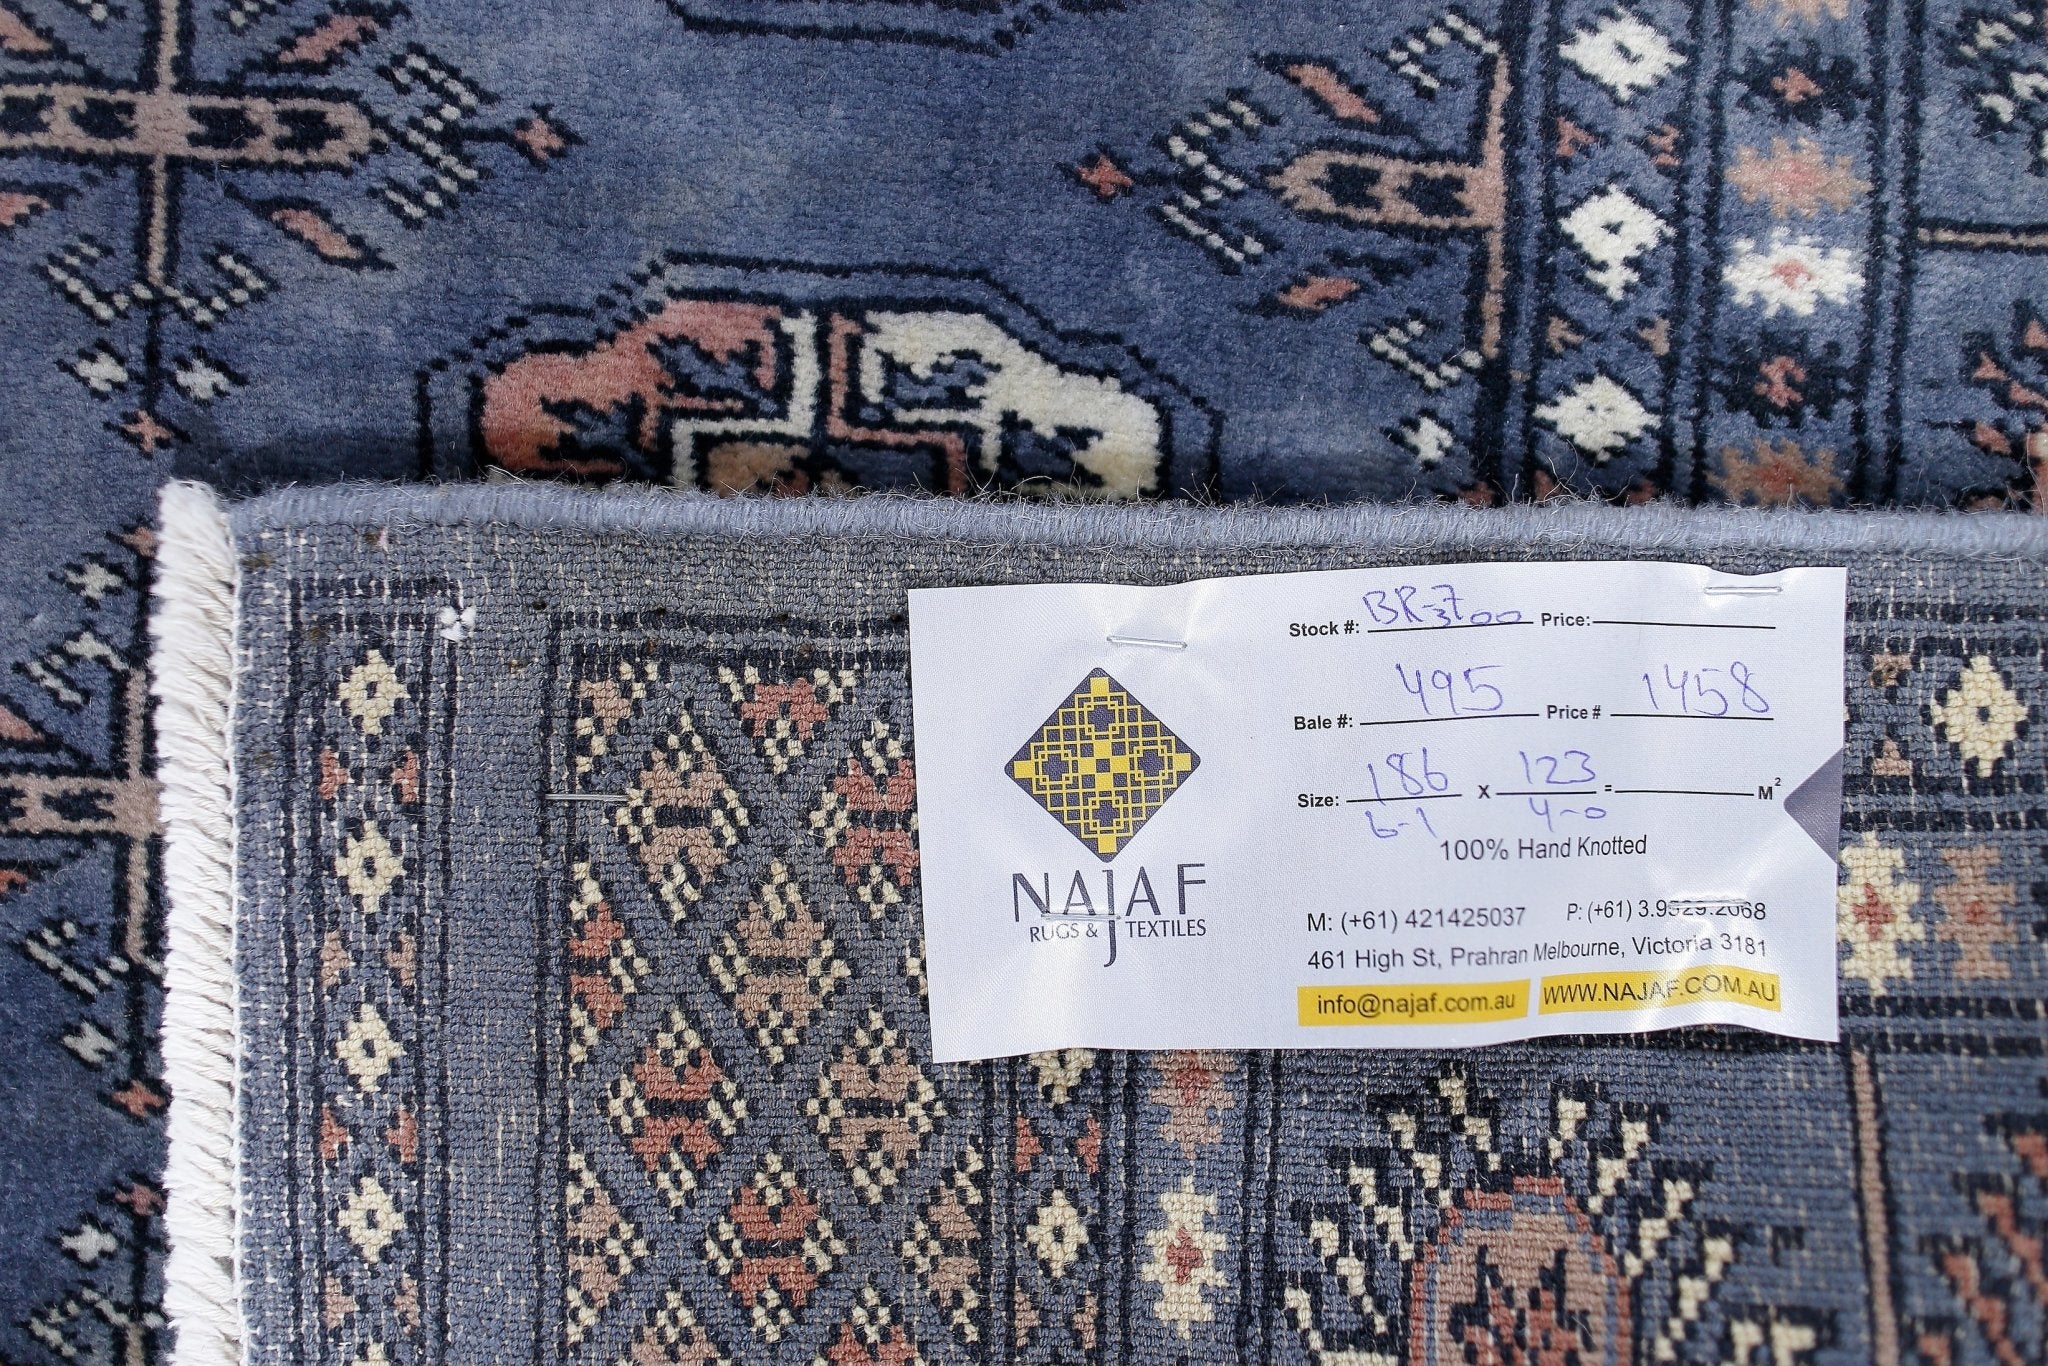 Stock #: BR-3700 Price:
Bale #: 495 Price # 1458
Size: 186 x 123 = M²
6-1 4-0
100% Hand Knotted
NAJAF
RUGS & TEXTILES
M: (+61) 421425037 P: (+61) 3.9529.2068
461 High St, Prahran Melbourne, Victoria 3181
info@najaf.com.au WWW.NAJAF.COM.AU